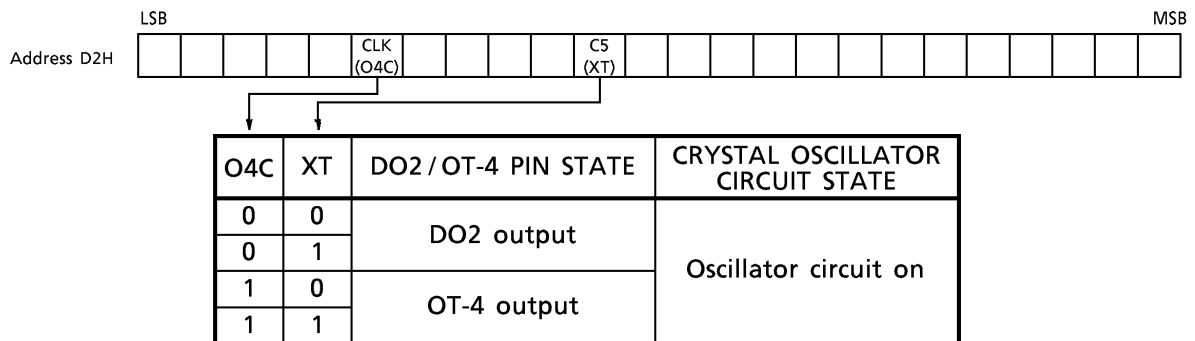 LSB MSB
Address D2H CLK (O4C) C5 (XT)
O4C XT DO2 / OT-4 PIN STATE CRYSTAL OSCILLATOR CIRCUIT STATE
0 0 DO2 output Oscillator circuit on
0 1
1 0 OT-4 output
1 1